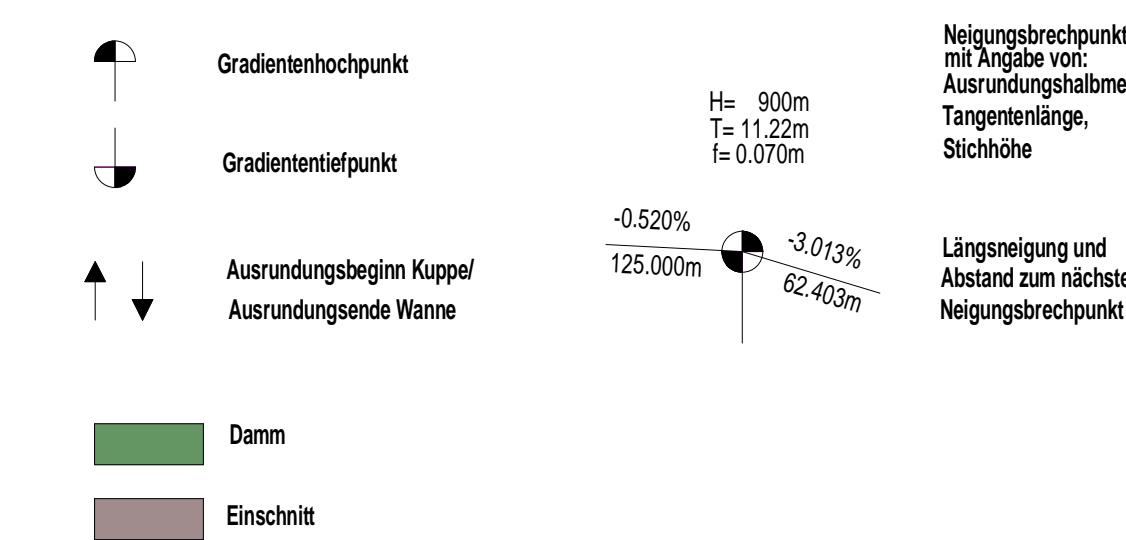 Gradientenhochpunkt
Gradiententiefpunkt
Ausrundungsbeginn Kuppe/
Ausrundungsende Wanne
Damm
Einschnitt
H= 900m
T= 11.22m
f= 0.070m
-0.520%
125.000m
-3.013%
62.403m
Neigungsbrechpunkt
mit Angabe von:
Ausrundungshalbme
Tangentenlänge,
Stichhöhe
Längsneigung und
Abstand zum nächste
Neigungsbrechpunkt